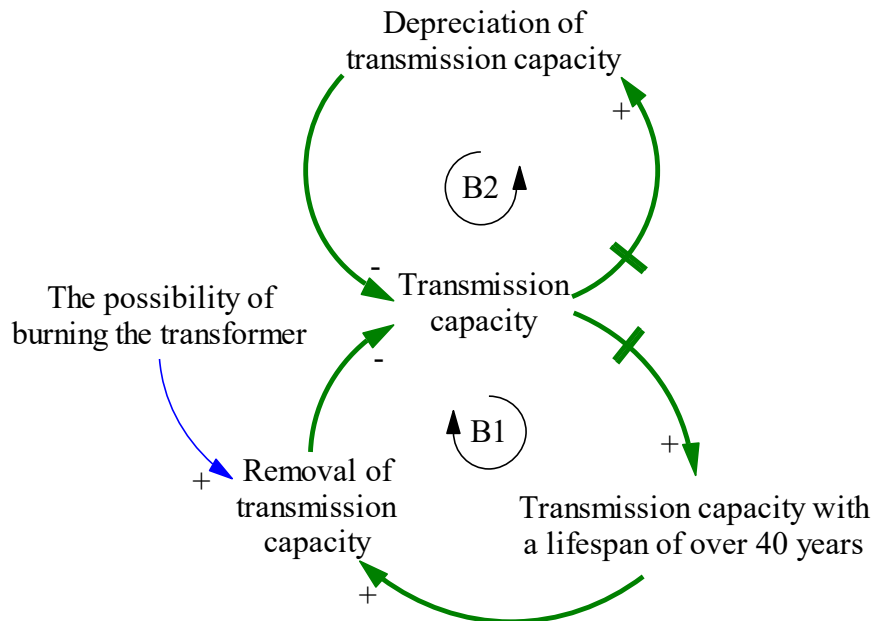 Depreciation of
transmission capacity
+
B2
-
Transmission
capacity
The possibility of
burning the transformer
-
B1
+
+
Removal of
transmission
capacity
Transmission capacity with
a lifespan of over 40 years
+